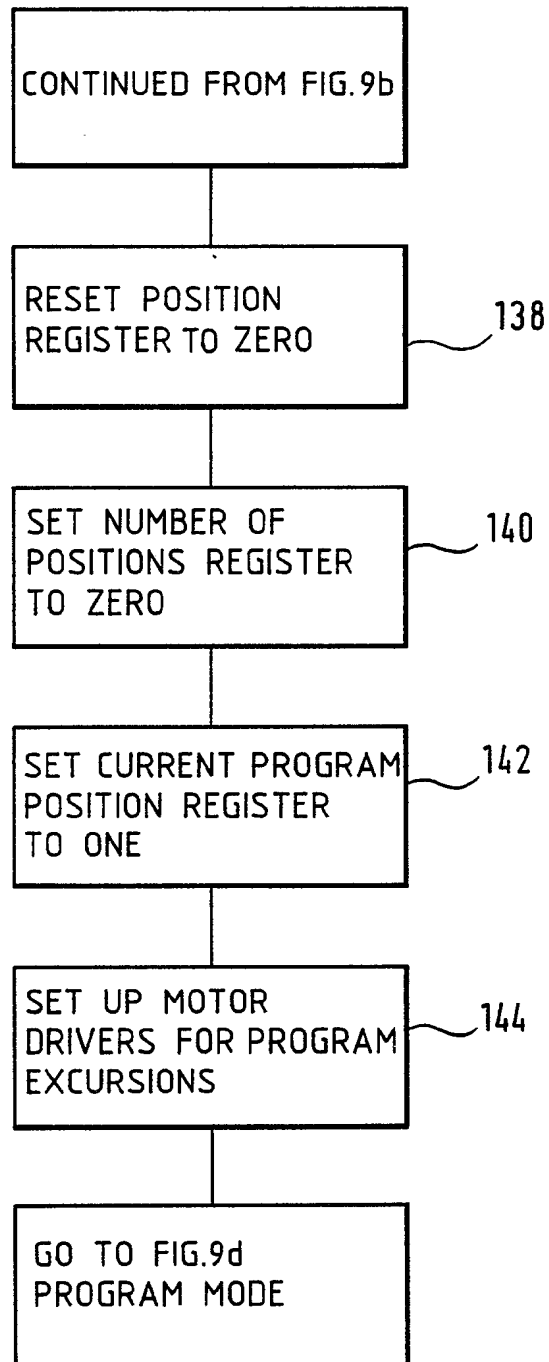 CONTINUED FROM FIG.9b
RESET POSITION
REGISTER TO ZERO
138
SET NUMBER OF
POSITIONS REGISTER
TO ZERO
140
SET CURRENT PROGRAM
POSITION REGISTER
TO ONE
142
SET UP MOTOR
DRIVERS FOR PROGRAM
EXCURSIONS
144
GO TO FIG.9d
PROGRAM MODE